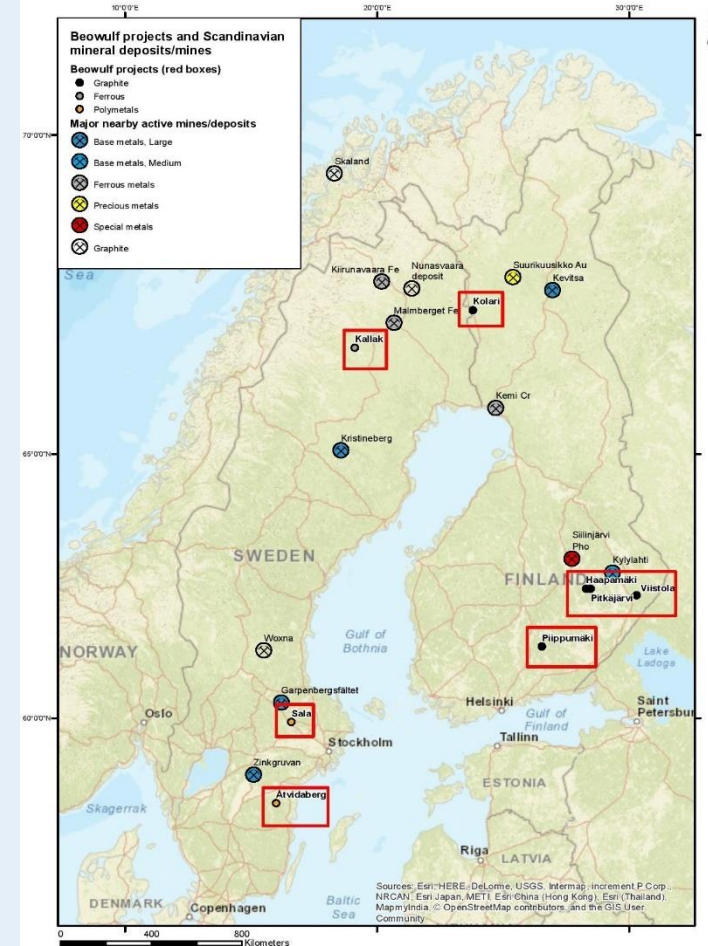 10°0'0"E
20°0'0"E
30°0'0"E
Beowulf projects and Scandinavian
mineral deposits/mines
Beowulf projects (red boxes)
Graphite
Ferrous
Polymetals
Major nearby active mines/deposits
Base metals, Large
Base metals, Medium
Ferrous metals
Precious metals
Special metals
Graphite
70°0'0"N
Skaland
Sea
Kiirunavaara Fe
Nunasvaara
deposit
Suurikuusikko Au
Kevitsa
Malmberget Fe
Kolari
Kallak
Kemi Cr
Kristineberg
65°0'0"N
Siilinjärvi
Pho
SWEDEN
Kylylahti
FINLAND
Haapamäki
Viistola
Pitkäjärvi
Woxna
Gulf of
Bothnia
Piippumäki
NORWAY
Lake
Ladoga
Garpenbergsfältet
Sala
Helsinki
Saint
Petersbur
60°0'0"N
Oslo
Gulf of
Finland
Stockholm
Tallinn
Zinkgruvan
ESTONIA
Åtvidaberg
Skagerrak
Riga
LATVIA
DENMARK
Copenhagen
Baltic
Sea
Sources: Esri, HERE, DeLorme, USGS, Intermap, increment P Corp.,
NRCAN, Esri Japan, METI, Esri China (Hong Kong), Esri (Thailand),
MapmyIndia, © OpenStreetMap contributors, and the GIS User
Community
400
800
Kilometers